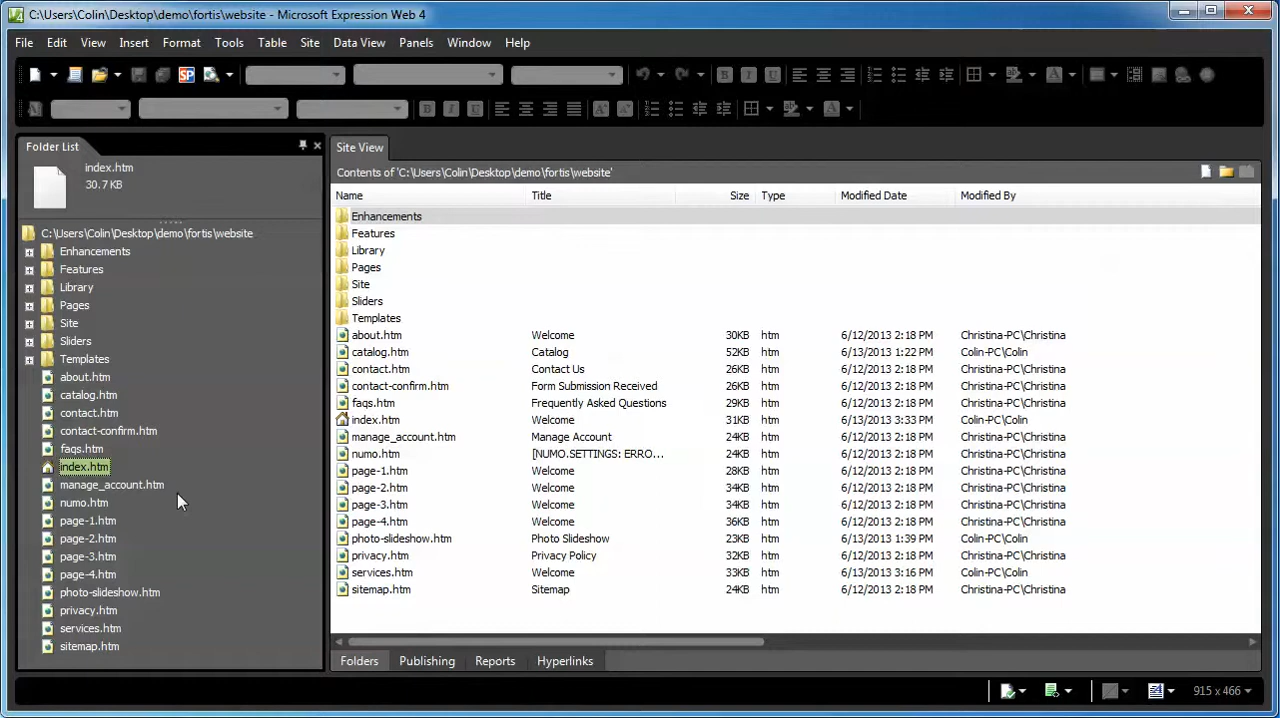 C:\Users\Colin\Desktop\demo\fortis\website - Microsoft Expression Web 4
File Edit View Insert Format Tools Table Site Data View Panels Window Help
SP
B I U
A B I U A A A
Folder List
index.htm
30.7 KB
C:\Users\Colin\Desktop\demo\fortis\website
Enhancements
Features
Library
Pages
Site
Sliders
Templates
about.htm
catalog.htm
contact.htm
contact-confirm.htm
faqs.htm
index.htm
manage_account.htm
numo.htm
page-1.htm
page-2.htm
page-3.htm
page-4.htm
photo-slideshow.htm
privacy.htm
services.htm
sitemap.htm
Site View
Contents of 'C:\Users\Colin\Desktop\demo\fortis\website'
Name Title Size Type Modified Date Modified By
Enhancements
Features
Library
Pages
Site
Sliders
Templates
about.htm Welcome 30KB htm 6/12/2013 2:18 PM Christina-PC\Christina
catalog.htm Catalog 52KB htm 6/13/2013 1:22 PM Colin-PC\Colin
contact.htm Contact Us 26KB htm 6/12/2013 2:18 PM Christina-PC\Christina
contact-confirm.htm Form Submission Received 26KB htm 6/12/2013 2:18 PM Christina-PC\Christina
faqs.htm Frequently Asked Questions 29KB htm 6/12/2013 2:18 PM Christina-PC\Christina
index.htm Welcome 31KB htm 6/13/2013 3:33 PM Colin-PC\Colin
manage_account.htm Manage Account 24KB htm 6/12/2013 2:18 PM Christina-PC\Christina
numo.htm [NUMO.SETTINGS: ERRO... 24KB htm 6/12/2013 2:18 PM Christina-PC\Christina
page-1.htm Welcome 28KB htm 6/12/2013 2:18 PM Christina-PC\Christina
page-2.htm Welcome 34KB htm 6/12/2013 2:18 PM Christina-PC\Christina
page-3.htm Welcome 34KB htm 6/12/2013 2:18 PM Christina-PC\Christina
page-4.htm Welcome 36KB htm 6/12/2013 2:18 PM Christina-PC\Christina
photo-slideshow.htm Photo Slideshow 23KB htm 6/13/2013 1:39 PM Colin-PC\Colin
privacy.htm Privacy Policy 32KB htm 6/12/2013 2:18 PM Christina-PC\Christina
services.htm Welcome 33KB htm 6/13/2013 3:16 PM Colin-PC\Colin
sitemap.htm Sitemap 24KB htm 6/12/2013 2:18 PM Christina-PC\Christina
Folders Publishing Reports Hyperlinks
915 x 466